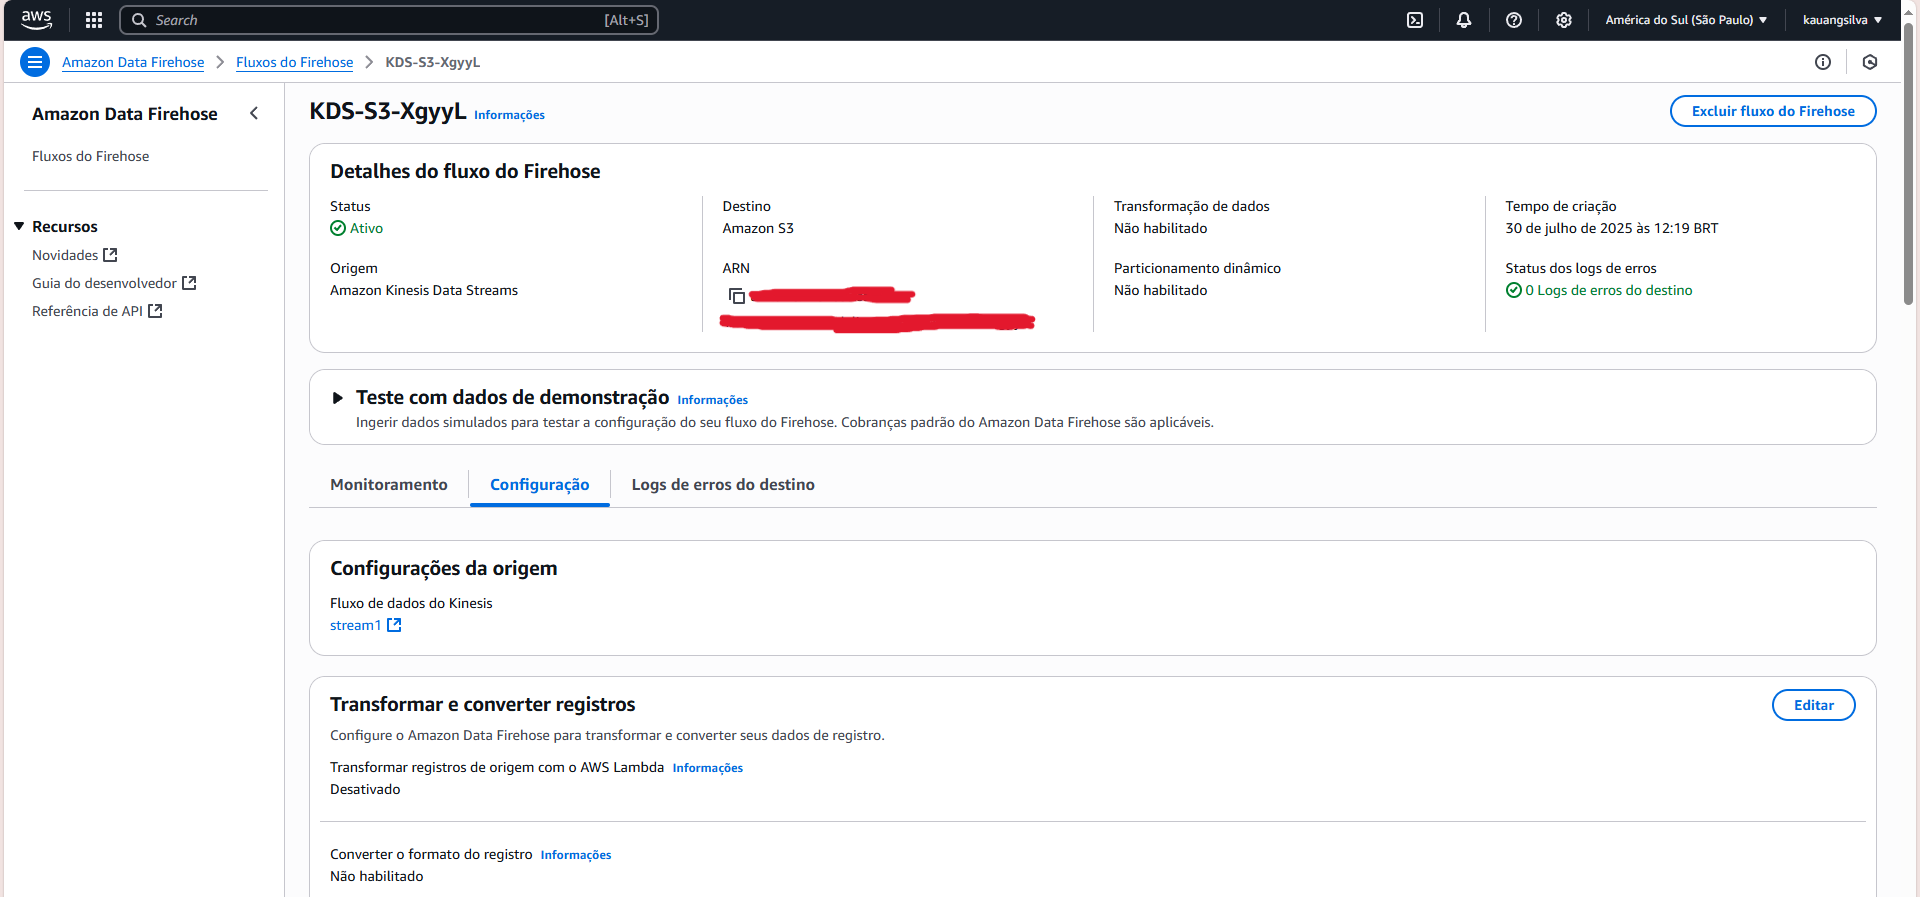 aws
Search [Alt+S]
América do Sul (São Paulo)
kauangsilva
Amazon Data Firehose
Fluxos do Firehose
KDS-S3-XgyyL
Amazon Data Firehose
Fluxos do Firehose
Recursos
Novidades
Guia do desenvolvedor
Referência de API
KDS-S3-XgyyL Informações
Excluir fluxo do Firehose
Detalhes do fluxo do Firehose
Status
Ativo
Origem
Amazon Kinesis Data Streams
Destino
Amazon S3
ARN
Transformação de dados
Não habilitado
Particionamento dinâmico
Não habilitado
Tempo de criação
30 de julho de 2025 às 12:19 BRT
Status dos logs de erros
0 Logs de erros do destino
Teste com dados de demonstração Informações
Ingerir dados simulados para testar a configuração do seu fluxo do Firehose. Cobranças padrão do Amazon Data Firehose são aplicáveis.
Monitoramento
Configuração
Logs de erros do destino
Configurações da origem
Fluxo de dados do Kinesis
stream1
Transformar e converter registros
Editar
Configure o Amazon Data Firehose para transformar e converter seus dados de registro.
Transformar registros de origem com o AWS Lambda Informações
Desativado
Converter o formato do registro Informações
Não habilitado